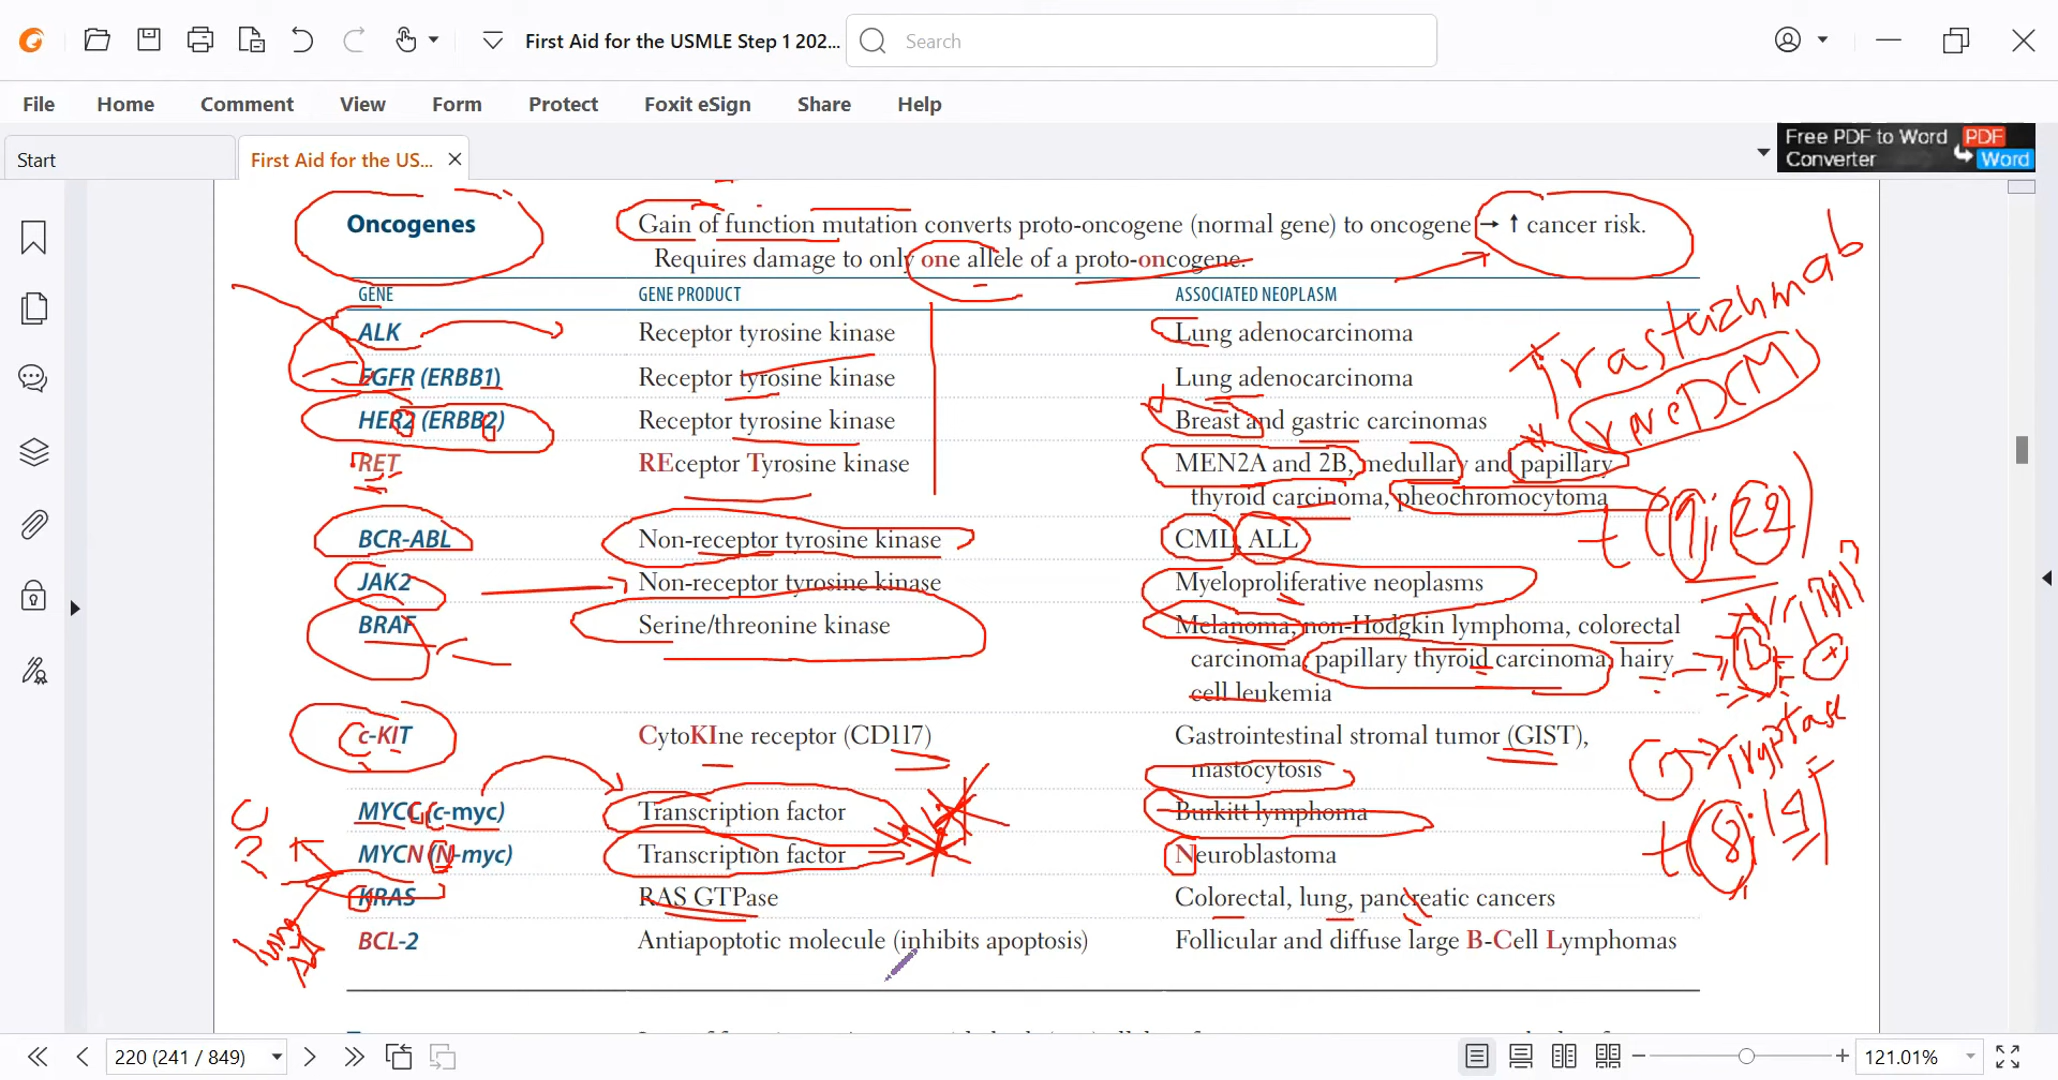 First Aid for the USMLE Step 1 202...
Search
File Home Comment View Form Protect Foxit eSign Share Help
Start
First Aid for the US...
Free PDF to Word PDF
Converter Word
Oncogenes
Gain of function mutation converts proto-oncogene (normal gene) to oncogene → ↑ cancer risk.
Requires damage to only one allele of a proto-oncogene.
GENE GENE PRODUCT ASSOCIATED NEOPLASM
ALK Receptor tyrosine kinase Lung adenocarcinoma
EGFR (ERBB1) Receptor tyrosine kinase Lung adenocarcinoma
HER2 (ERBB2) Receptor tyrosine kinase Breast and gastric carcinomas
RET REceptor Tyrosine kinase MEN2A and 2B, medullary and papillary
thyroid carcinoma, pheochromocytoma
BCR-ABL Non-receptor tyrosine kinase CML, ALL
JAK2 Non-receptor tyrosine kinase Myeloproliferative neoplasms
BRAF Serine/threonine kinase Melanoma, non-Hodgkin lymphoma, colorectal
carcinoma, papillary thyroid carcinoma, hairy
cell leukemia
c-KIT CytoKIne receptor (CD117) Gastrointestinal stromal tumor (GIST),
mastocytosis
MYCC (c-myc) Transcription factor Burkitt lymphoma
MYCN (N-myc) Transcription factor Neuroblastoma
KRAS RAS GTPase Colorectal, lung, pancreatic cancers
BCL-2 Antiapoptotic molecule (inhibits apoptosis) Follicular and diffuse large B-Cell Lymphomas
Trastuzumab
rare DCM
t(9;22)
Tryptase
t(8;14)
220 (241 / 849)
121.01%